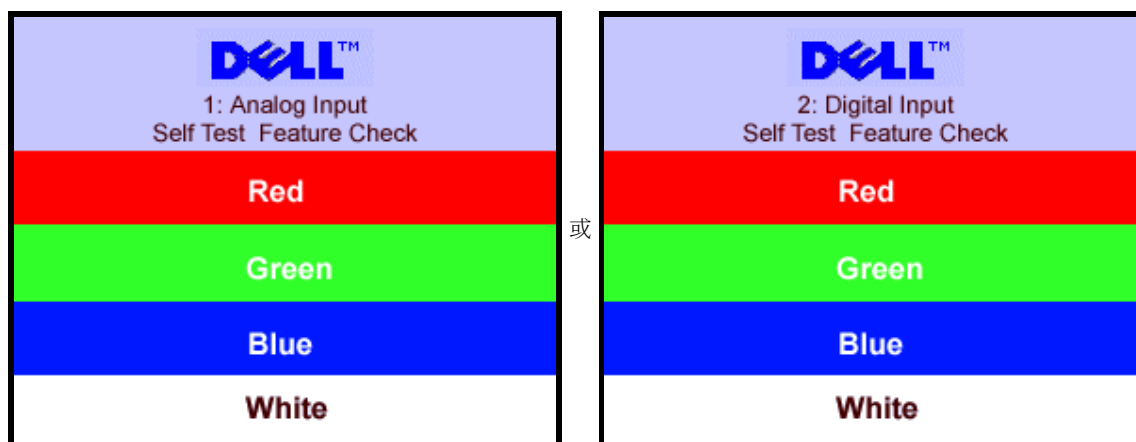 DELL™
1: Analog Input
Self Test Feature Check
Red
Green
Blue
White
或
DELL™
2: Digital Input
Self Test Feature Check
Red
Green
Blue
White